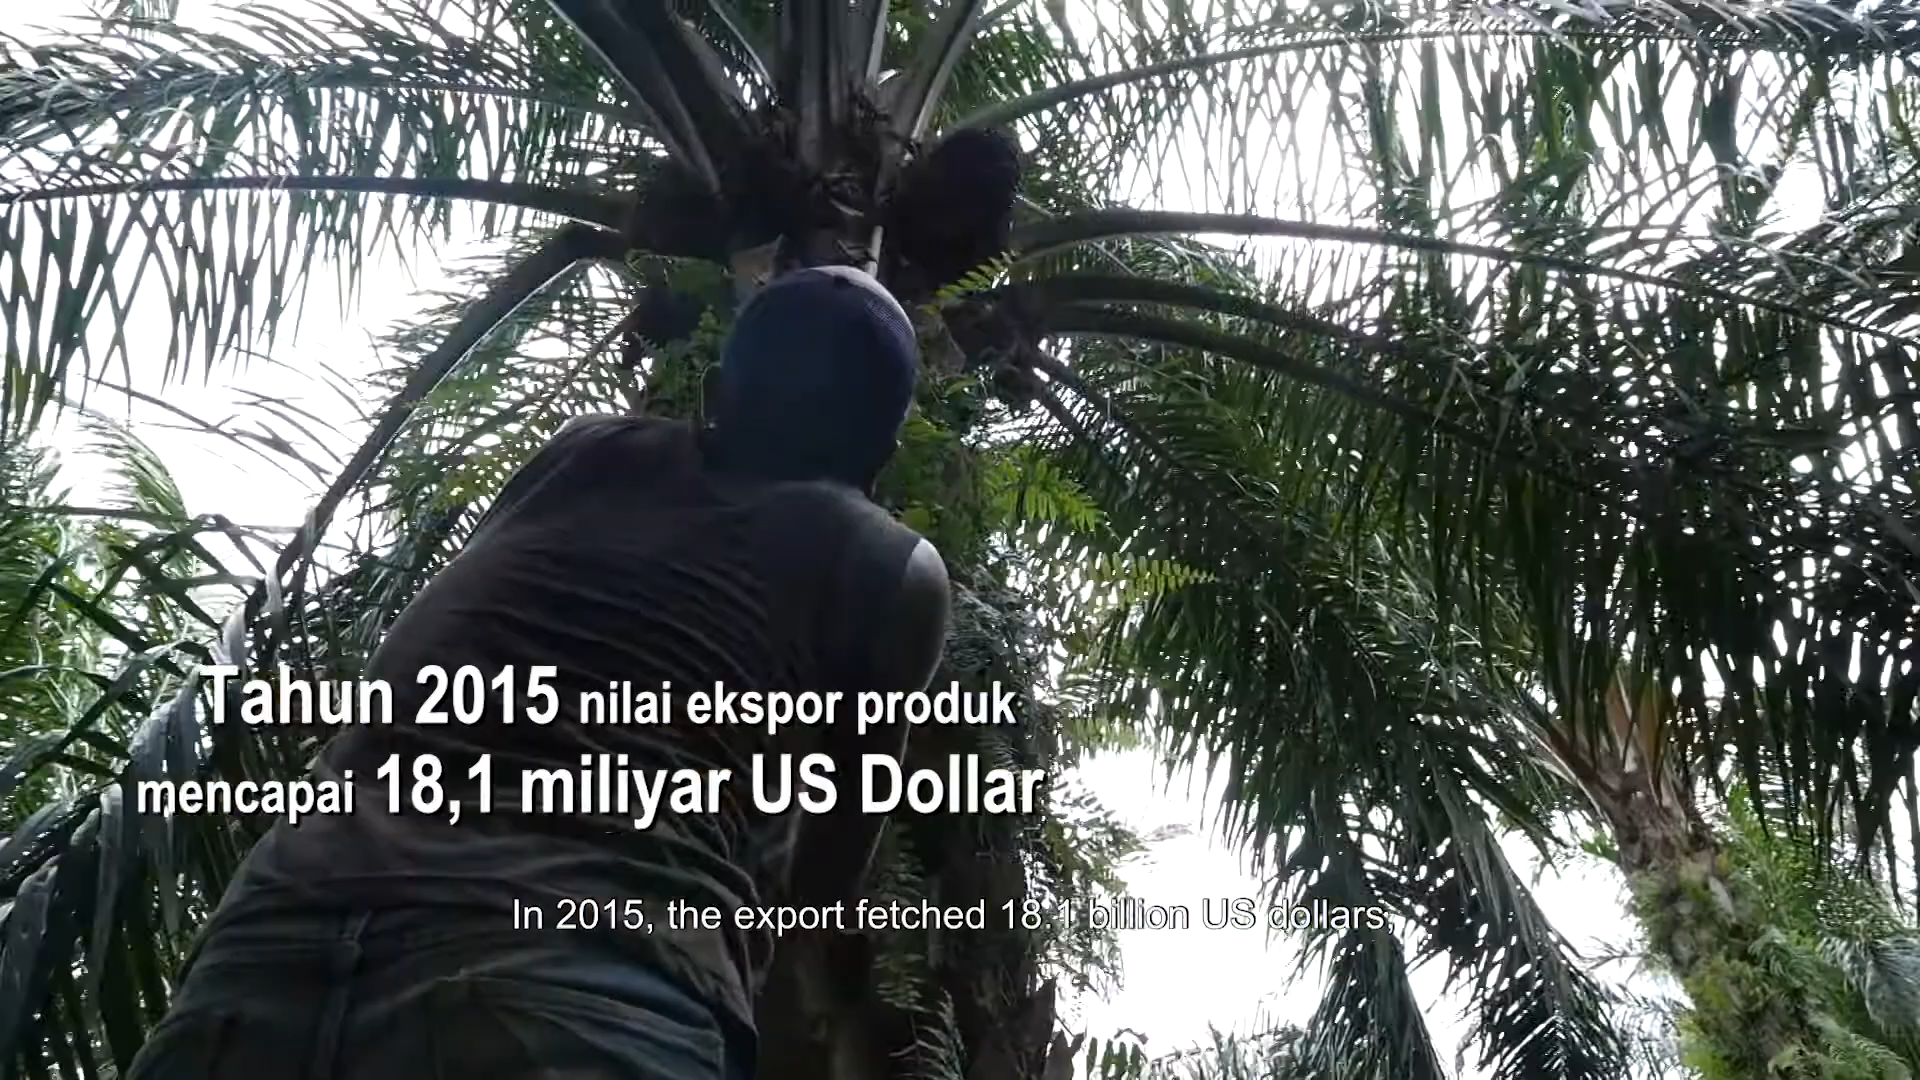 Tahun 2015 nilai ekspor produk
mencapai 18,1 miliyar US Dollar
In 2015, the export fetched 18.1 billion US dollars,